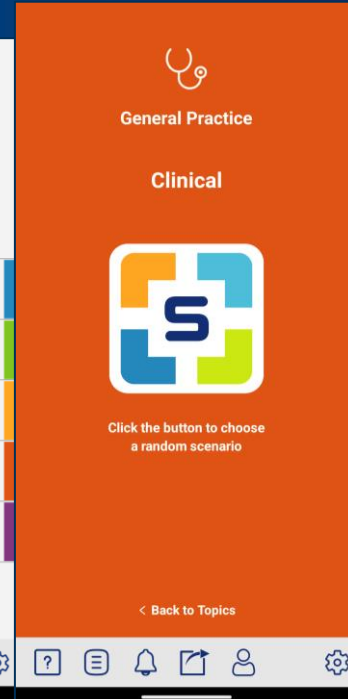 General Practice
Clinical
S
Click the button to choose
a random scenario
< Back to Topics
?